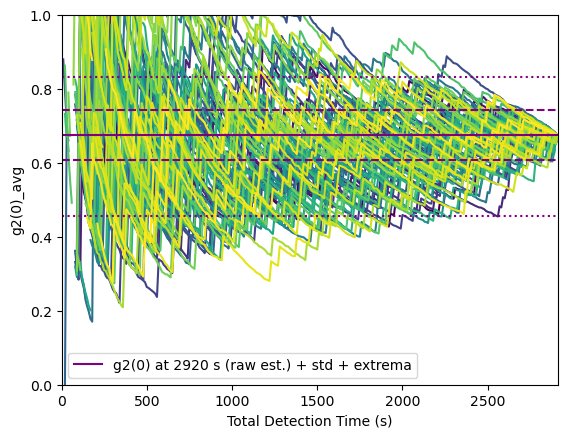 1.0
0.8
0.6
0.4
0.2
0.0
g2(0)_avg
g2(0) at 2920 s (raw est.) + std + extrema
0 500 1000 1500 2000 2500
Total Detection Time (s)